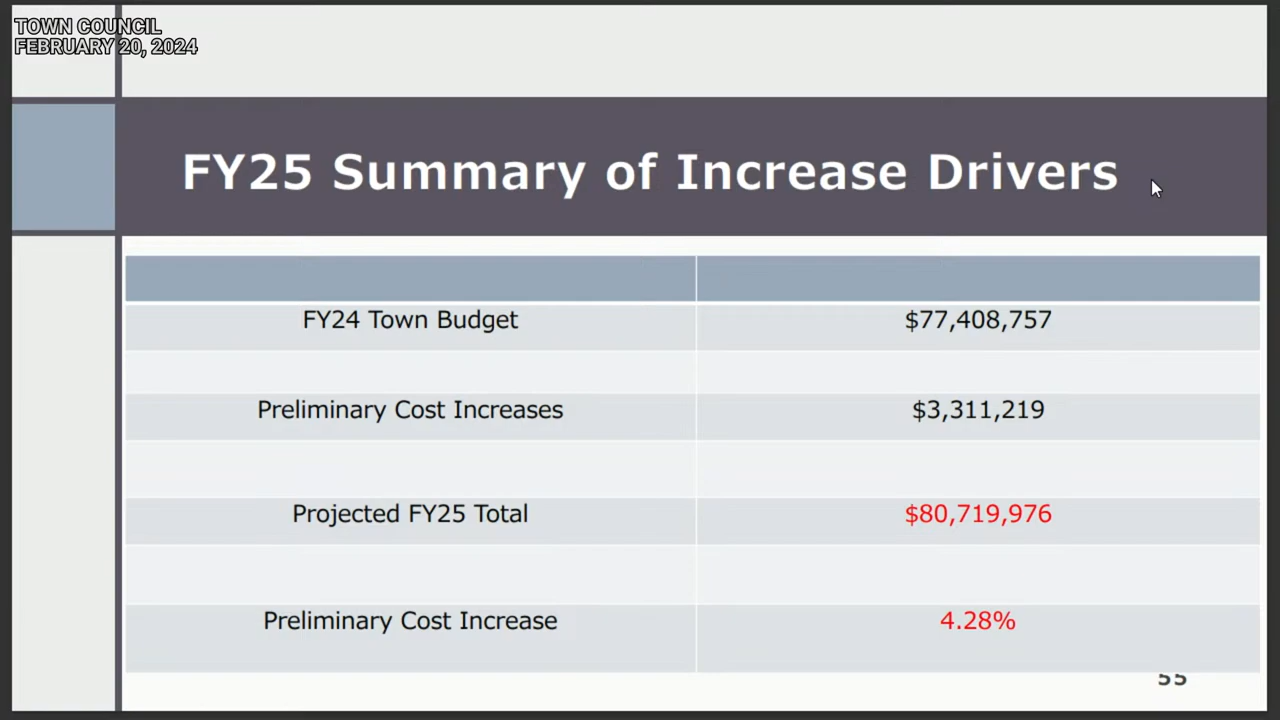 TOWN COUNCIL
FEBRUARY 20, 2024
FY25 Summary of Increase Drivers
FY24 Town Budget $77,408,757
Preliminary Cost Increases $3,311,219
Projected FY25 Total $80,719,976
Preliminary Cost Increase 4.28%
55